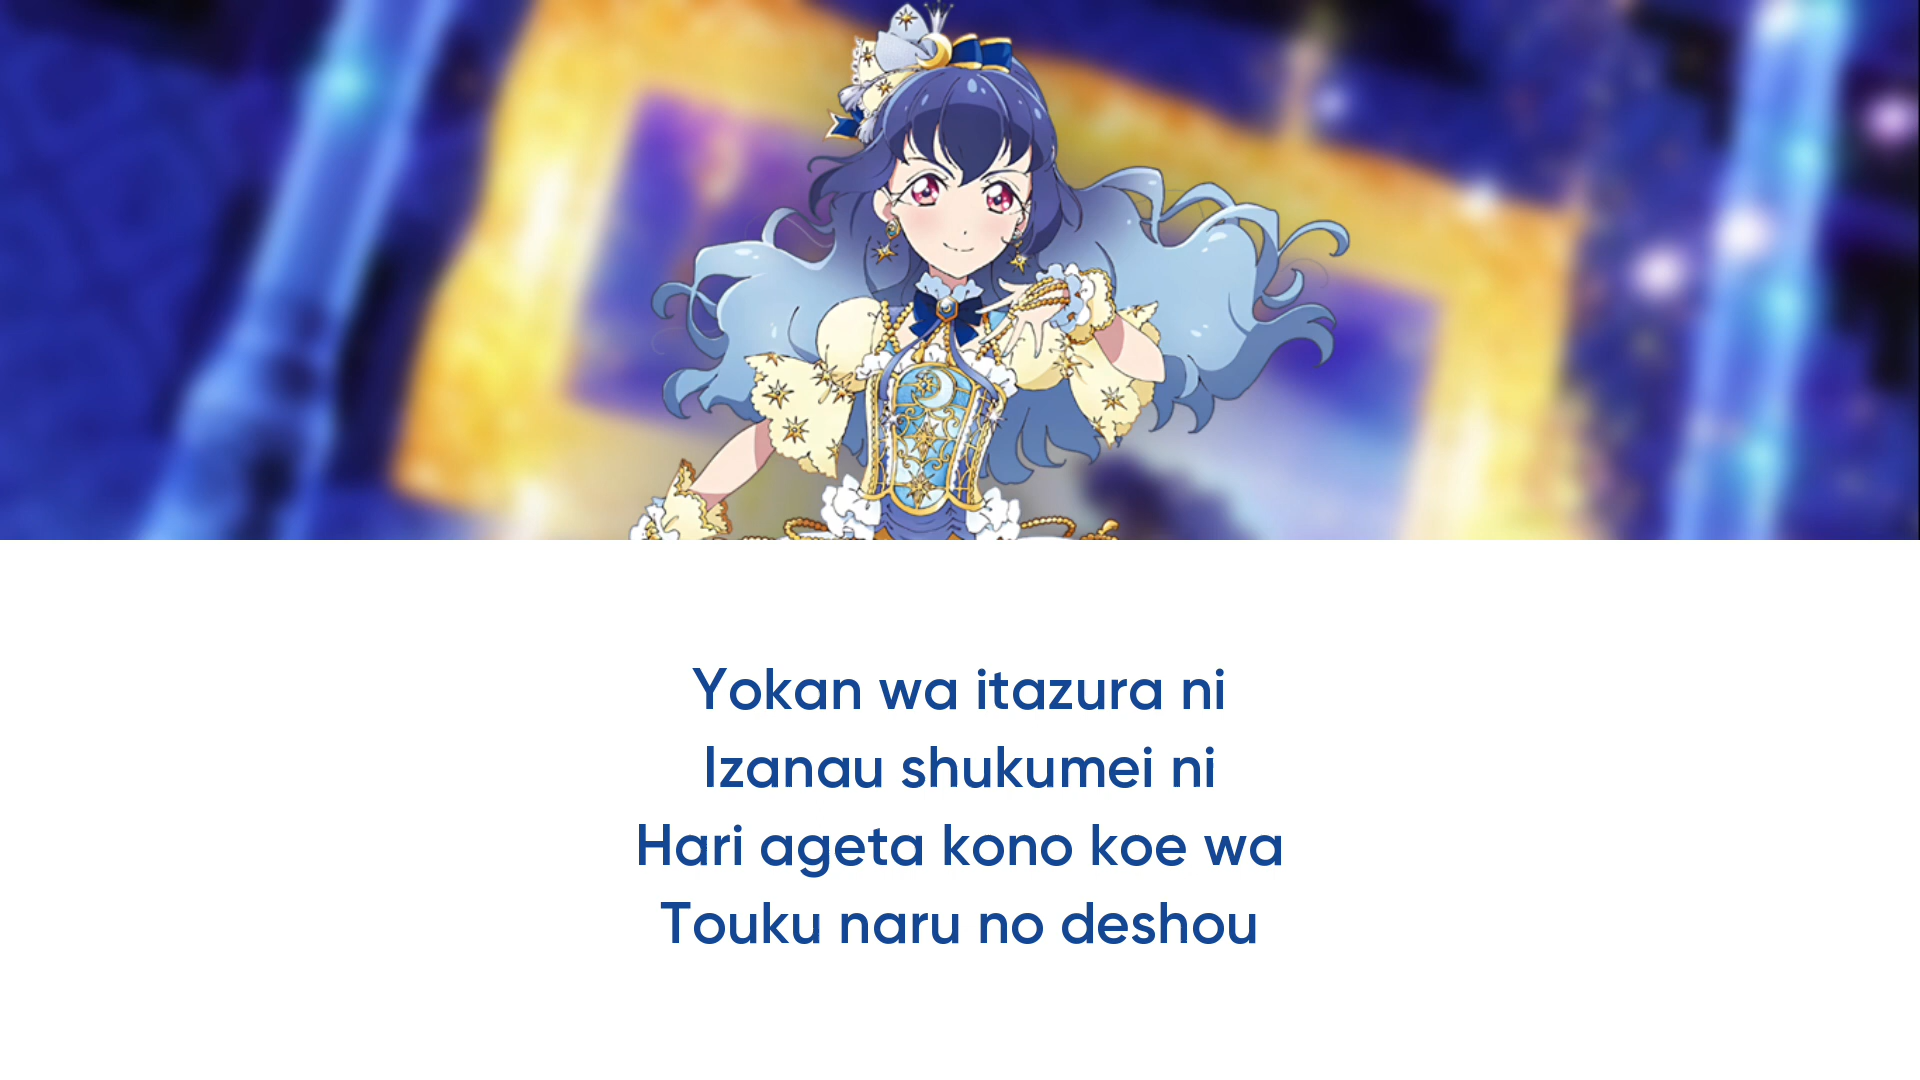 Yokan wa itazura ni
Izanau shukumei ni
Hari ageta kono koe wa
Touku naru no deshou